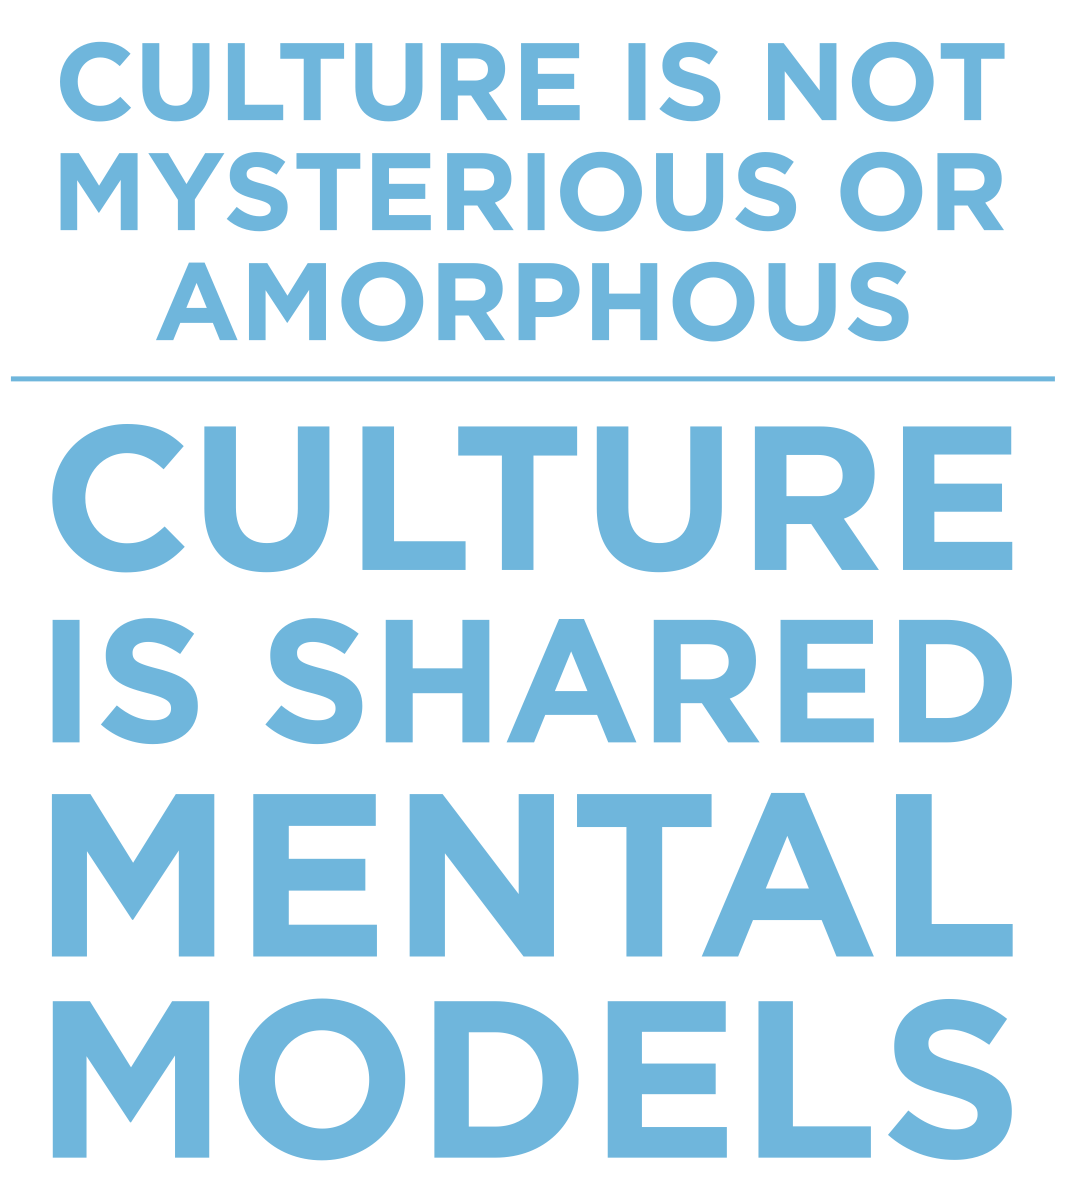 CULTURE IS NOT
MYSTERIOUS OR
AMORPHOUS
CULTURE
IS SHARED
MENTAL
MODELS